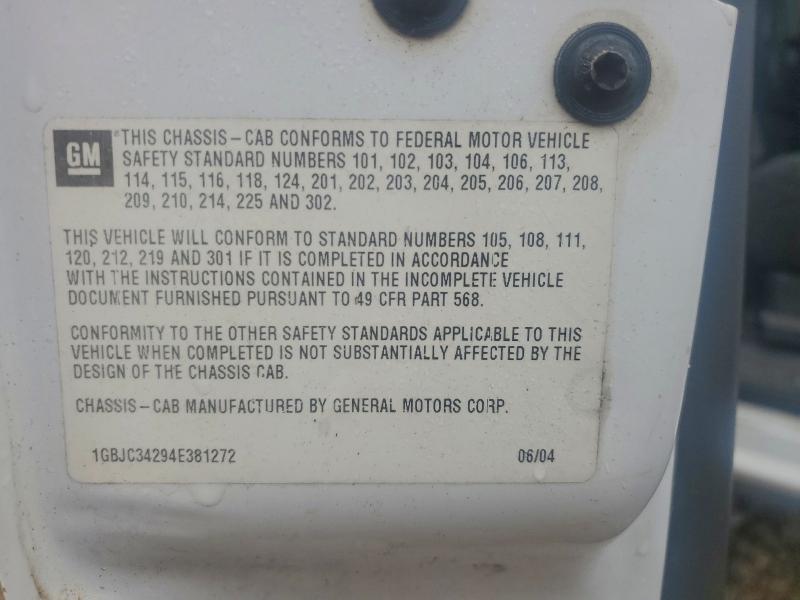 GM
"THIS CHASSIS-CAB CONFORMS TO FEDERAL MOTOR VEHICLE
SAFETY STANDARD NUMBERS 101, 102, 103, 104, 106, 113,
114, 115, 116, 118, 124, 201, 202, 203, 204, 205, 206, 207, 208,
209, 210, 214, 225 AND 302.
THIS VEHICLE WILL CONFORM TO STANDARD NUMBERS 105, 108, 111,
120, 212, 219 AND 301 IF IT IS COMPLETED IN ACCORDANCE
WITH THE INSTRUCTIONS CONTAINED IN THE INCOMPLETE VEHICLE
DOCUMENT FURNISHED PURSUANT TO 49 CFR PART 568.
CONFORMITY TO THE OTHER SAFETY STANDARDS APPLICABLE TO THIS
VEHICLE WHEN COMPLETED IS NOT SUBSTANTIALLY AFFECTED BY THE
DESIGN OF THE CHASSIS CAB.
CHASSIS-CAB MANUFACTURED BY GENERAL MOTORS CORP.
1GBJC34294E381272 06/04